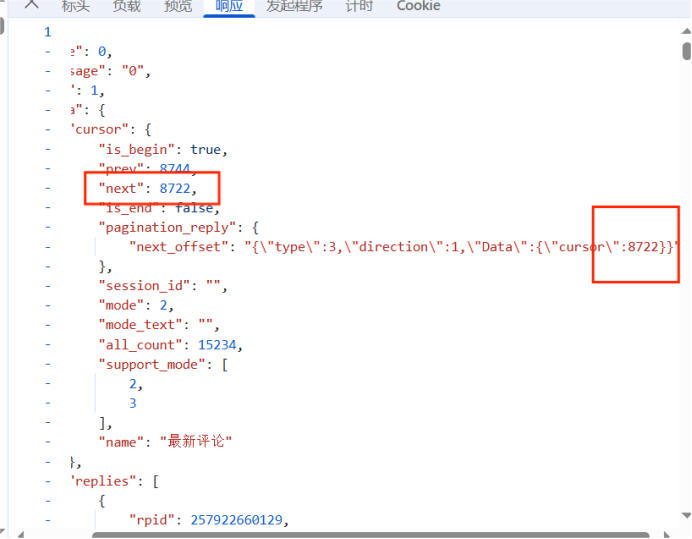 标头 负载 预览 响应 发起程序 计时 Cookie
1
- e": 0,
- sage": "0",
- ": 1,
- a": {
- "cursor": {
- "is_begin": true,
- "prev": 8744,
- "next": 8722,
- "is_end": false,
- "pagination_reply": {
- "next_offset": "{\"type\":3,\"direction\":1,\"Data\":{\"cursor\":8722}}"
- },
- "session_id": "",
- "mode": 2,
- "mode_text": "",
- "all_count": 15234,
- "support_mode": [
- 2,
- 3
- ],
- "name": "最新评论"
- },
- "replies": [
- {
- "rpid": 257922660129,